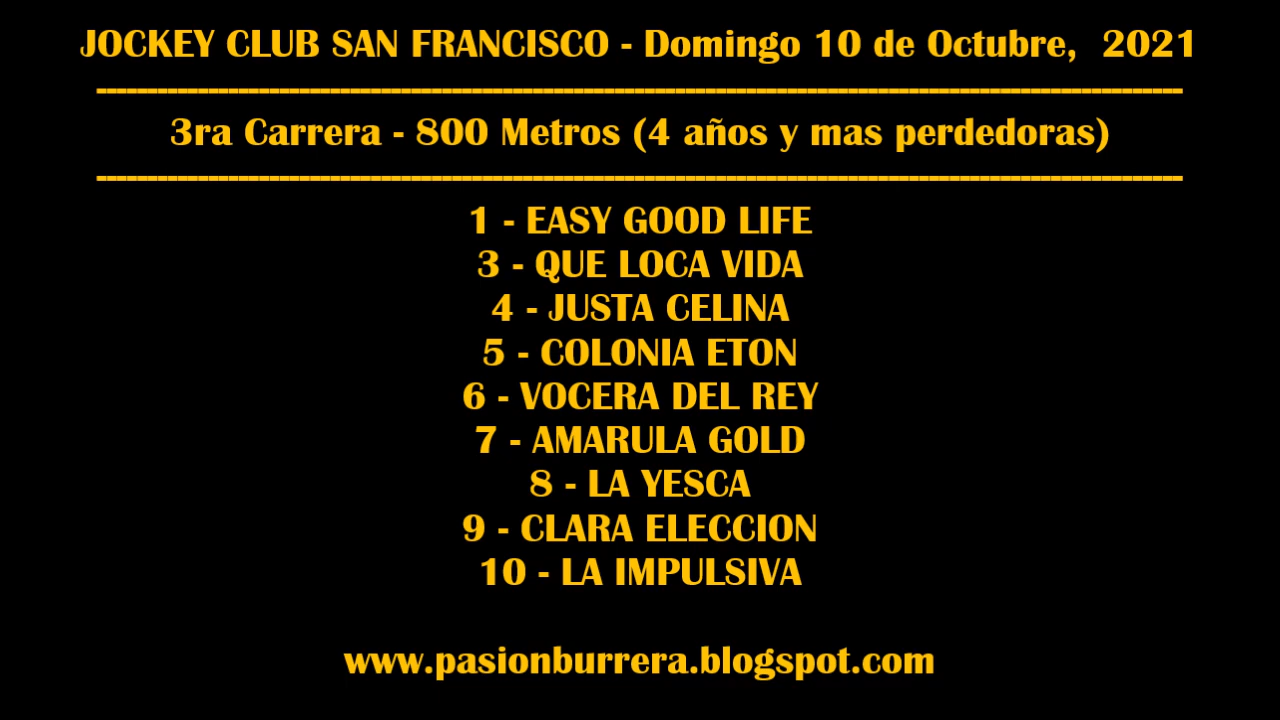 JOCKEY CLUB SAN FRANCISCO - Domingo 10 de Octubre, 2021
3ra Carrera - 800 Metros (4 años y mas perdedoras)
1 - EASY GOOD LIFE
3 - QUE LOCA VIDA
4 - JUSTA CELINA
5 - COLONIA ETON
6 - VOCERA DEL REY
7 - AMARULA GOLD
8 - LA YESCA
9 - CLARA ELECCION
10 - LA IMPULSIVA
www.pasionburrera.blogspot.com